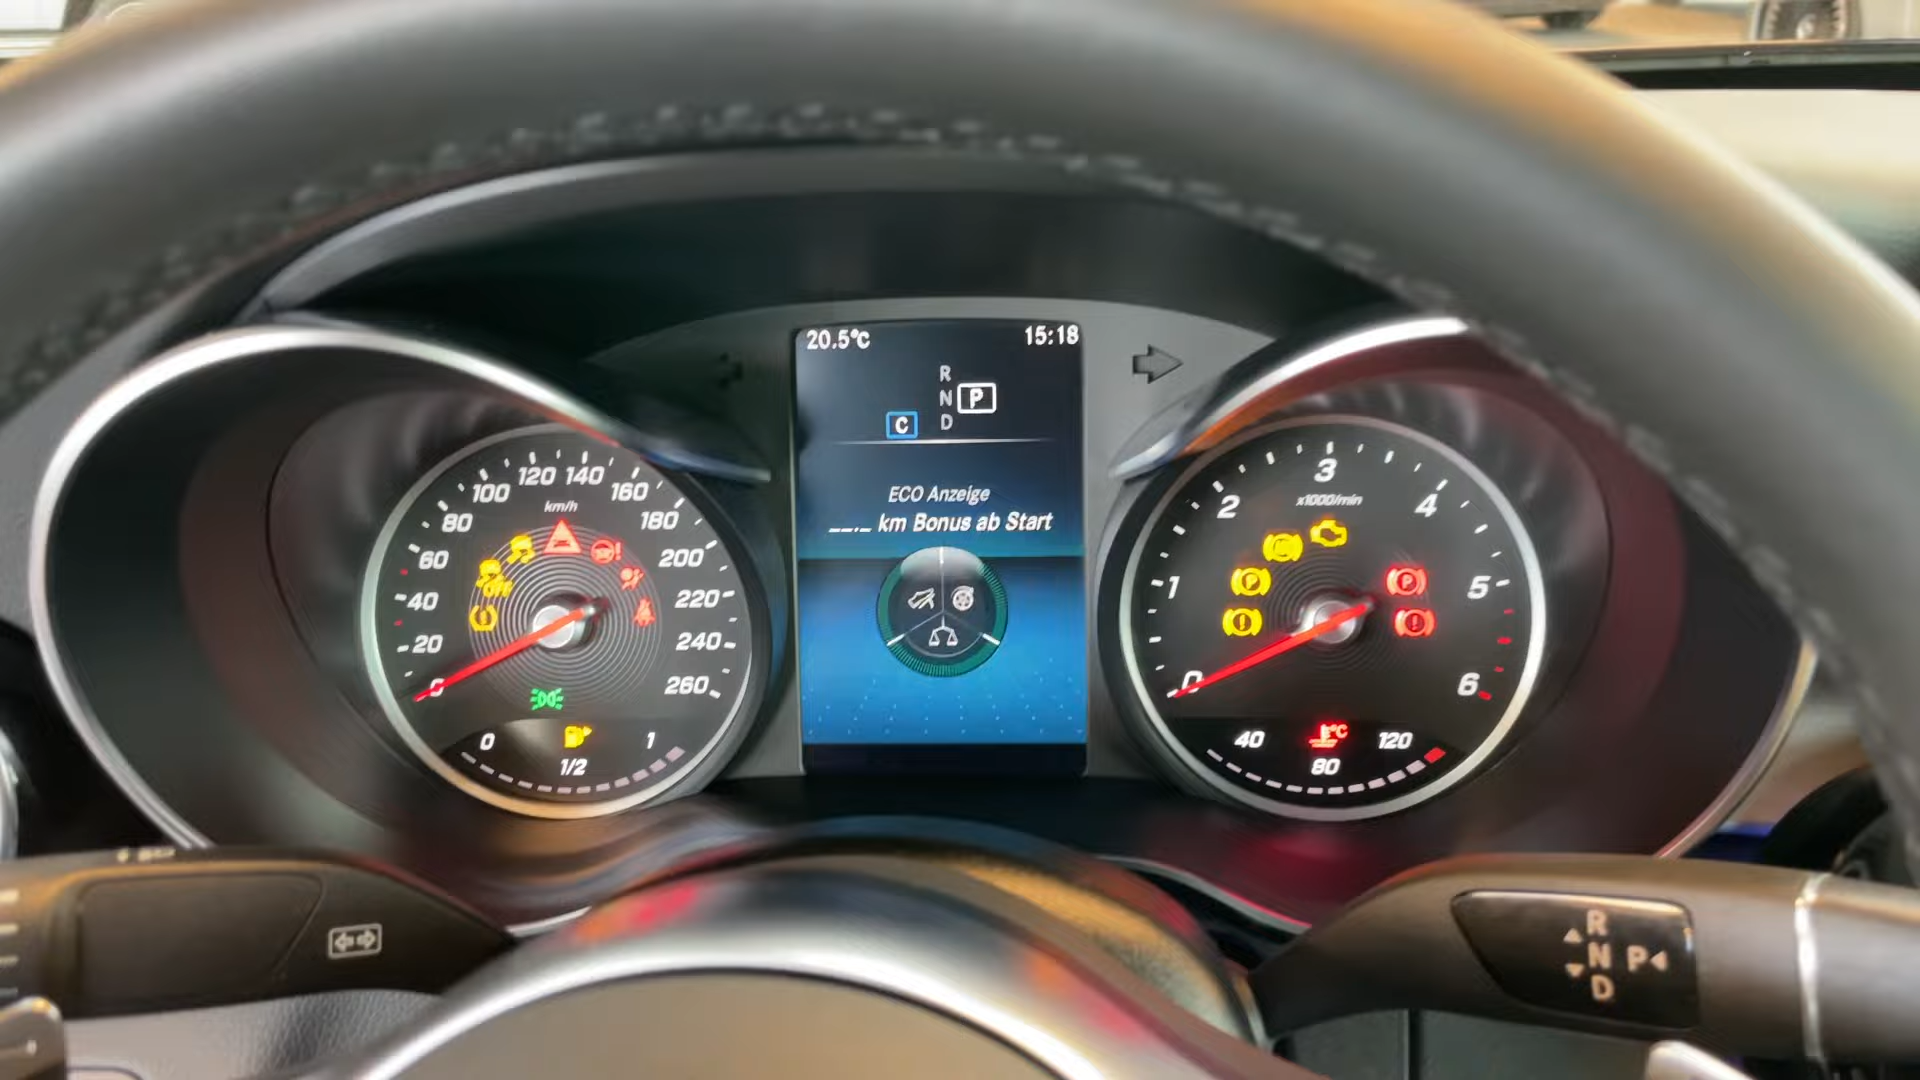 20.5°C 15:18
R
N P
C D
ECO Anzeige
__._ km Bonus ab Start
120 140
100 160
km/h
80 180
60 200
40 220
20 240
0 260
OFF
0 1
1/2
3
x1000/min
2 4
1 5
0 6
P P
°C
40 120
80
R
N P
D